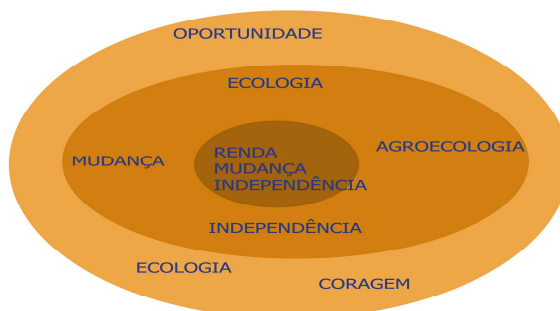 OPORTUNIDADE
ECOLOGIA
MUDANÇA
RENDA
MUDANÇA
INDEPENDÊNCIA
AGROECOLOGIA
INDEPENDÊNCIA
ECOLOGIA
CORAGEM